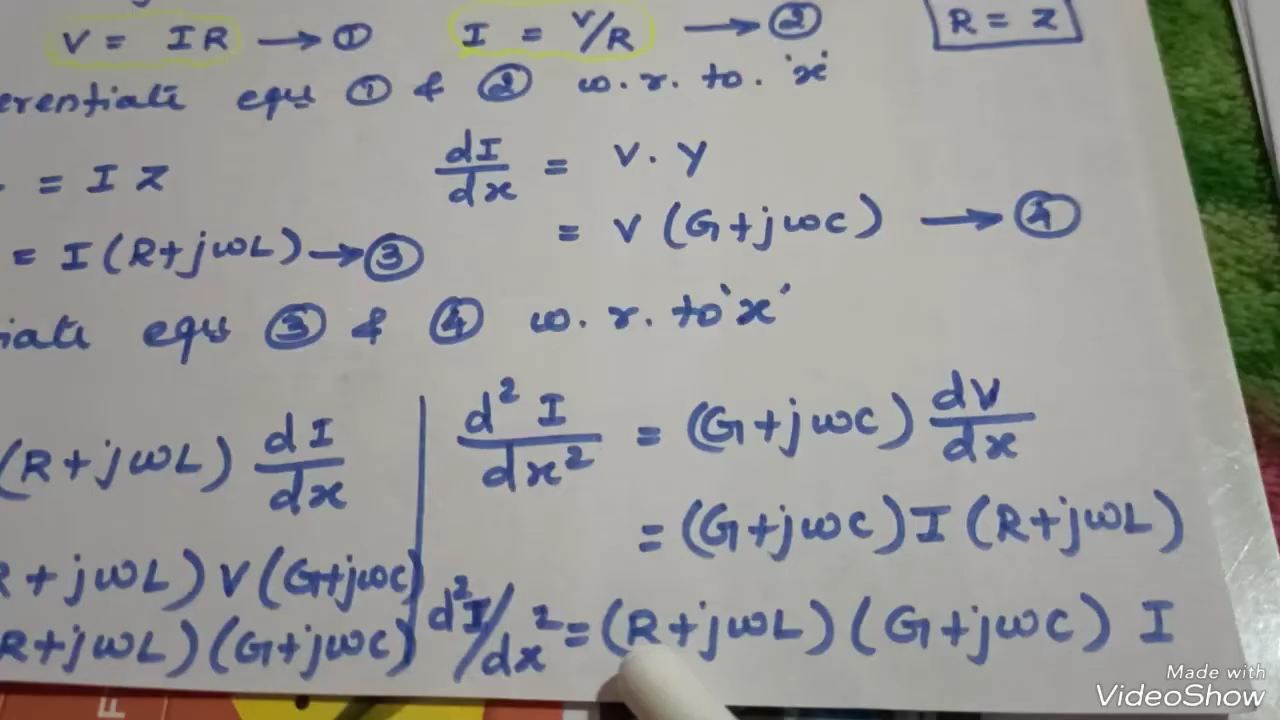 V = IR → ① I = V/R → ② R = Z
erentiate eqs ① & ② w.r.to. 'x'
= I Z dI/dx = V. Y
= I (R+jωL) → ③ = V (G+jωC) → ④
iate eqs ③ & ④ w.r.to 'x'
(R+jωL) dI/dx d²I/dx² = (G+jωC) dV/dx
= (G+jωC) I (R+jωL)
R+jωL) V (G+jωC)
R+jωL) (G+jωC) d²I/dx² = (R+jωL) (G+jωC) I
F
Made with
VideoShow